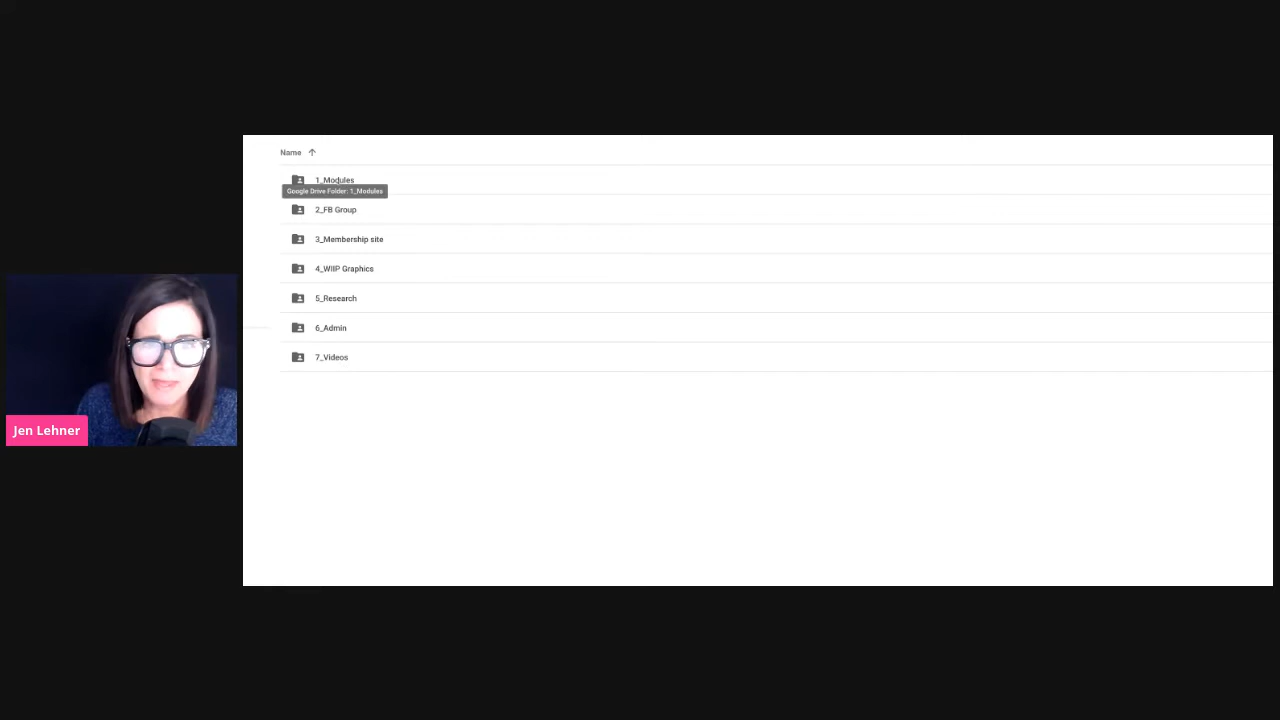 Name
1_Modules
Google Drive Folder: 1_Modules
2_FB Group
3_Membership site
4_WIIP Graphics
5_Research
6_Admin
7_Videos
Jen Lehner